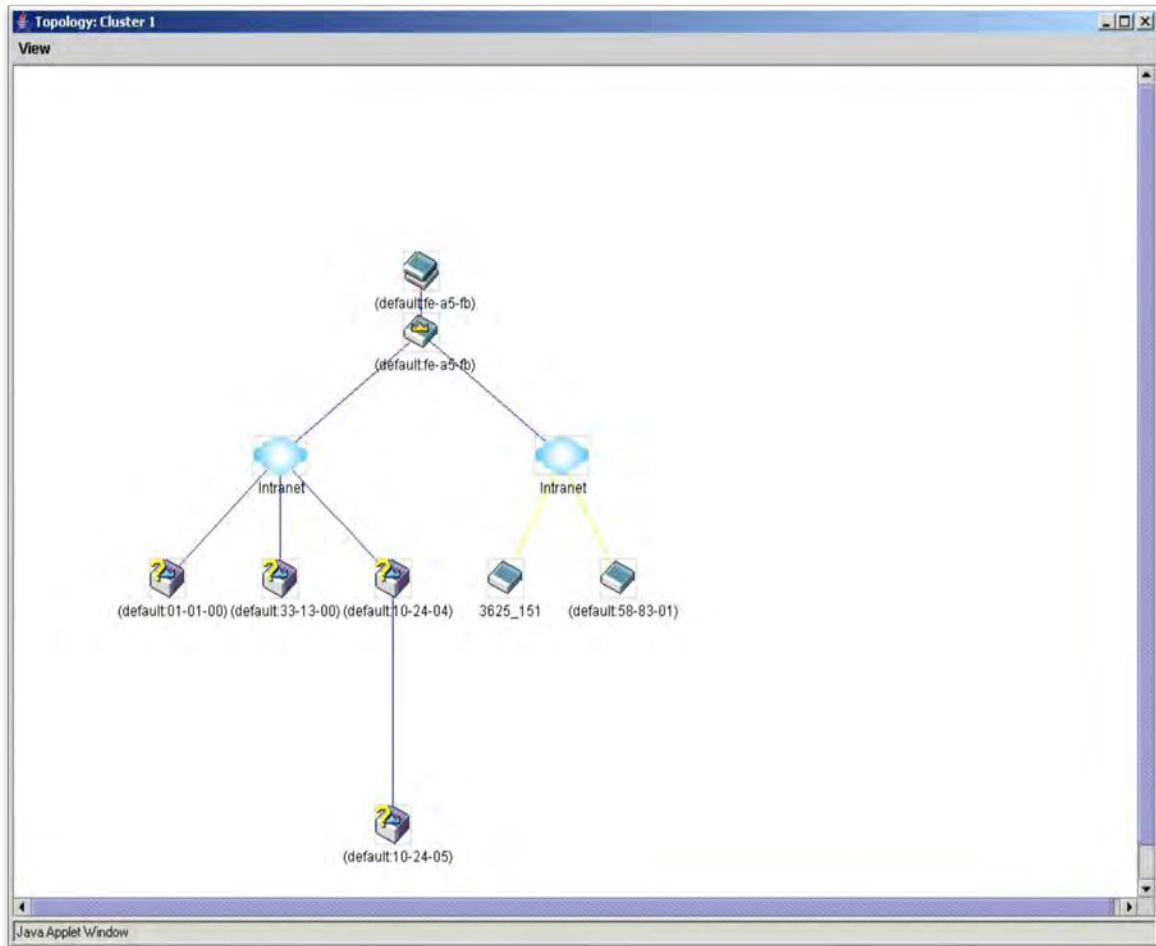 Topology: Cluster 1
View
(default:fe-a5-fb)
(default:fe-a5-fb)
Intranet
Intranet
?
?
?
(default:01-01-00)
(default:33-13-00)
(default:10-24-04)
3625_151
(default:58-83-01)
?
(default:10-24-05)
Java Applet Window